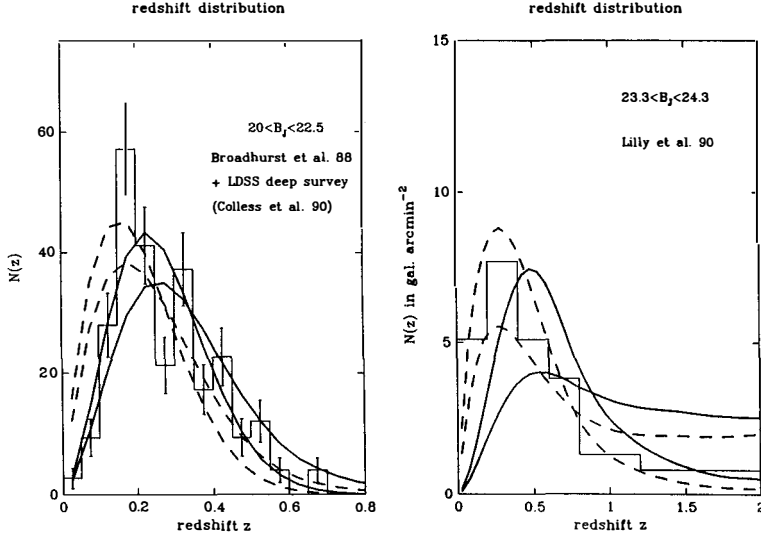 redshift distribution
60
40
20
0
N(z)
20<B_J<22.5
Broadhurst et al. 88
+ LDSS deep survey
(Colless et al. 90)
0
0.2
0.4
0.6
0.8
redshift z
redshift distribution
15
10
5
0
N(z) in gal. arcmin⁻²
23.3<B_J<24.3
Lilly et al. 90
0
0.5
1
1.5
2
redshift z